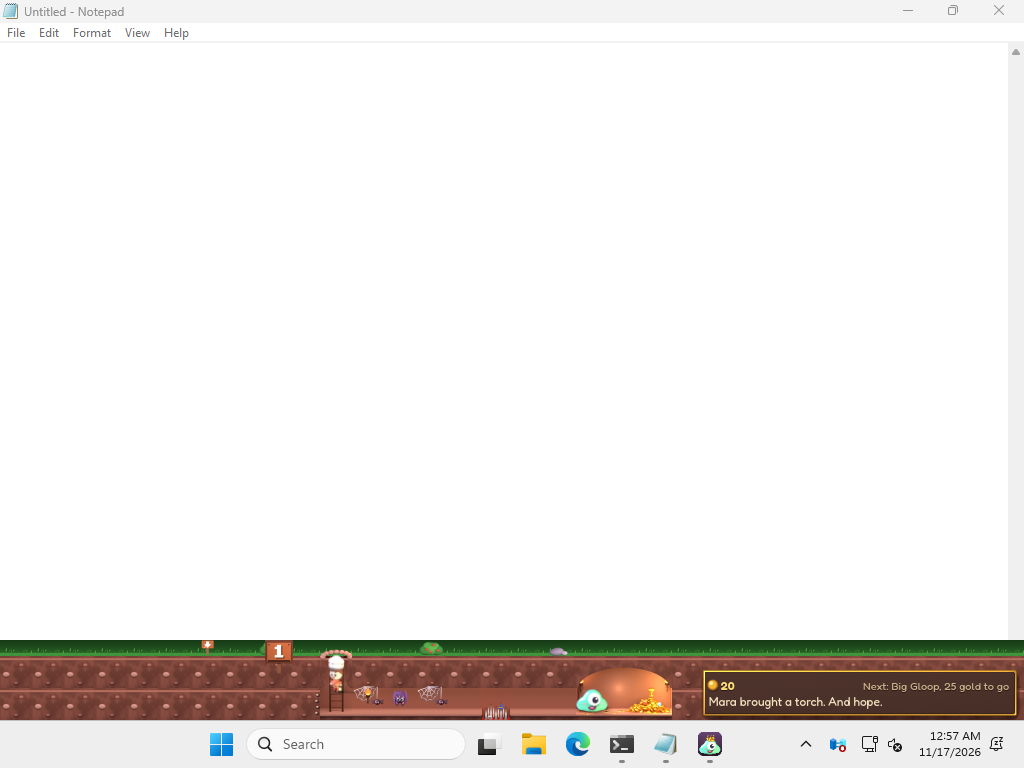 Untitled - Notepad
File Edit Format View Help
1
20 Next: Big Gloop, 25 gold to go
Mara brought a torch. And hope.
Search
12:57 AM
11/17/2026